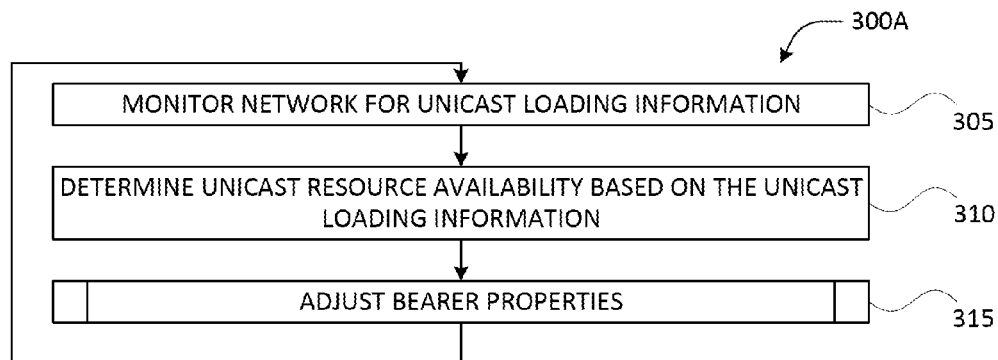 300A
MONITOR NETWORK FOR UNICAST LOADING INFORMATION
305
DETERMINE UNICAST RESOURCE AVAILABILITY BASED ON THE UNICAST
LOADING INFORMATION
310
ADJUST BEARER PROPERTIES
315